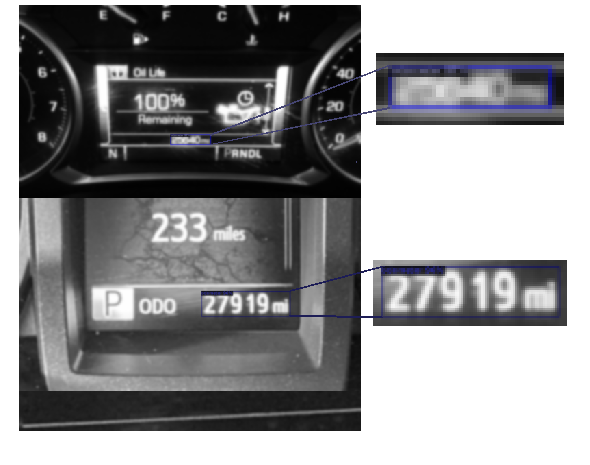 E F C H
Oil Life
6
7
8
100%
Remaining
40
20
0
N
PRNDL
233 miles
P ODO 27919 mi
27919 mi